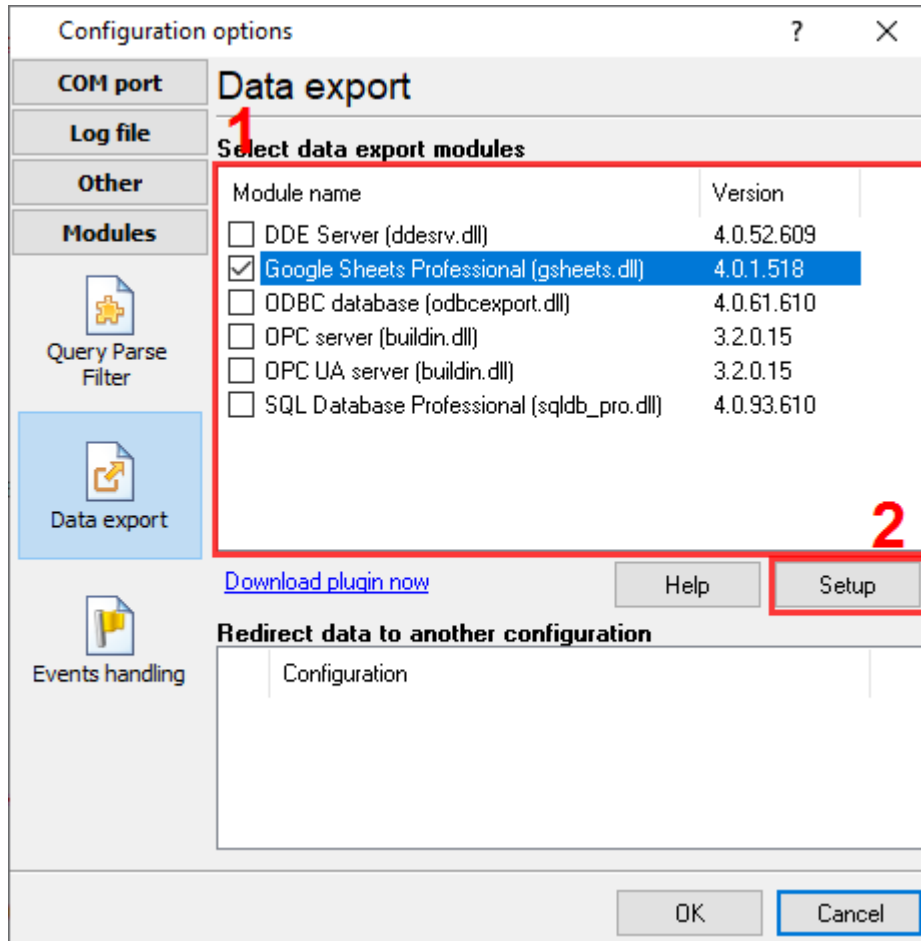 Configuration options
?
COM port
Log file
Other
Modules
Query Parse
Filter
Data export
Events handling
Data export
1
Select data export modules
Module name Version
DDE Server (ddesrv.dll) 4.0.52.609
Google Sheets Professional (gsheets.dll) 4.0.1.518
ODBC database (odbcexport.dll) 4.0.61.610
OPC server (buildin.dll) 3.2.0.15
OPC UA server (buildin.dll) 3.2.0.15
SQL Database Professional (sqldb_pro.dll) 4.0.93.610
2
Download plugin now Help Setup
Redirect data to another configuration
Configuration
OK Cancel